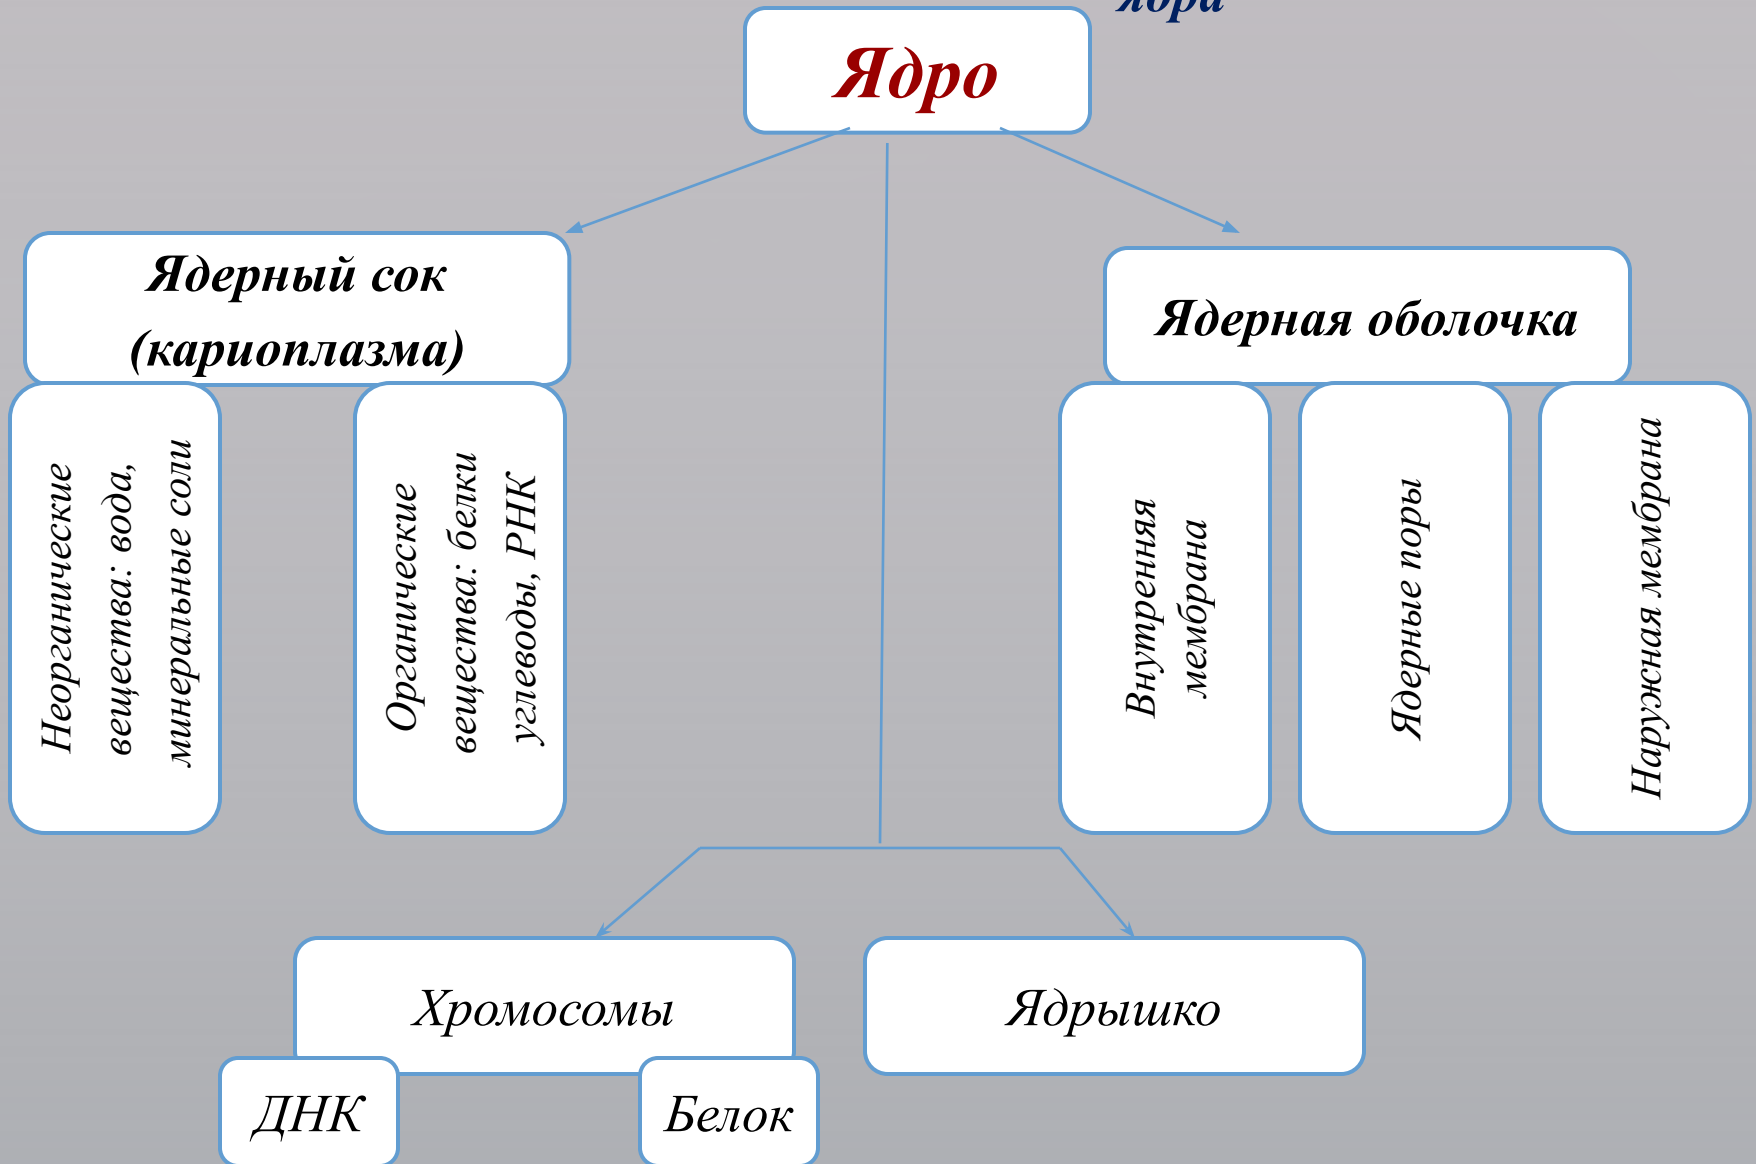 ядра
Ядро
Ядерный сок
(кариоплазма)
Ядерная оболочка
Неорганические
вещества: вода,
минеральные соли
Органические
вещества: белки
углеводы, РНК
Внутренняя
мембрана
Ядерные поры
Наружная мембрана
Хромосомы
Ядрышко
ДНК
Белок